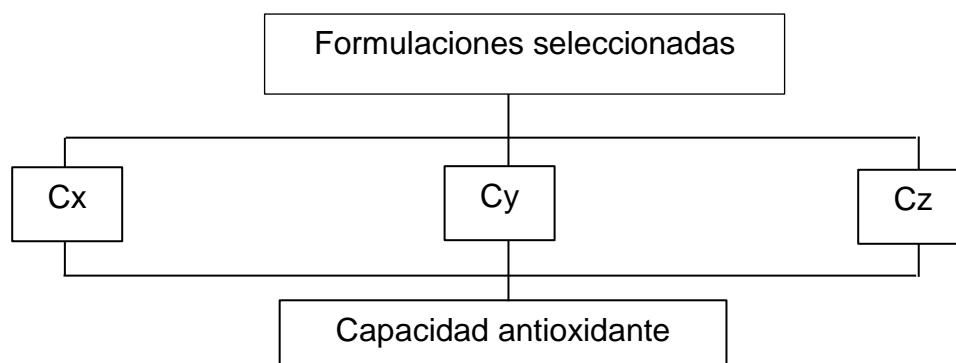 Formulaciones seleccionadas
Cx
Cy
Cz
Capacidad antioxidante